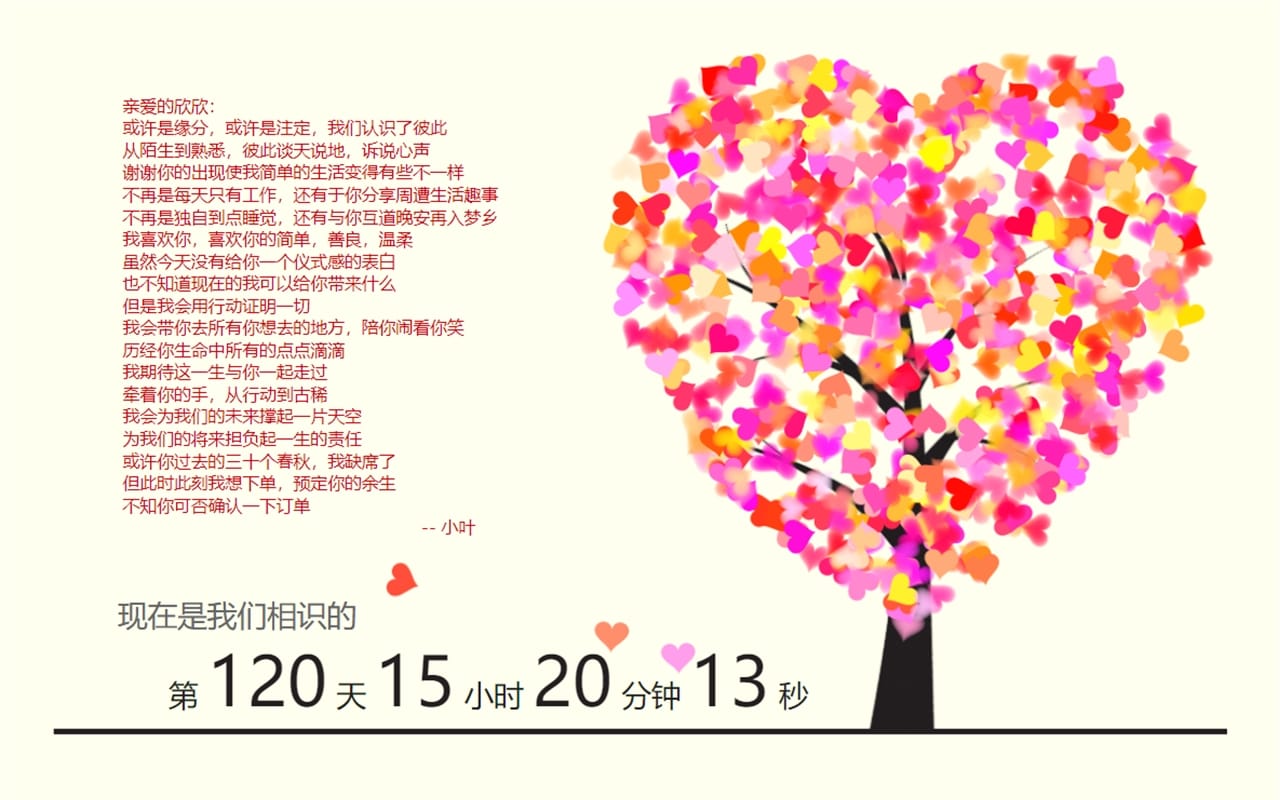 亲爱的欣欣：
或许是缘分，或许是注定，我们认识了彼此
从陌生到熟悉，彼此谈天说地，诉说心声
谢谢你的出现使我简单的生活变得有些不一样
不再是每天只有工作，还有于你分享周遭生活趣事
不再是独自到点睡觉，还有与你互道晚安再入梦乡
我喜欢你，喜欢你的简单，善良，温柔
虽然今天没有给你一个仪式感的表白
也不知道现在的我可以给你带来什么
但是我会用行动证明一切
我会带你去所有你想去的地方，陪你闹看你笑
历经你生命中所有的点点滴滴
我期待这一生与你一起走过
牵着你的手，从行动到古稀
我会为我们的未来撑起一片天空
为我们的将来担负起一生的责任
或许你过去的三十个春秋，我缺席了
但此时此刻我想下单，预定你的余生
不知你可否确认一下订单
-- 小叶
现在是我们相识的
第 120 天 15 小时 20 分钟 13 秒